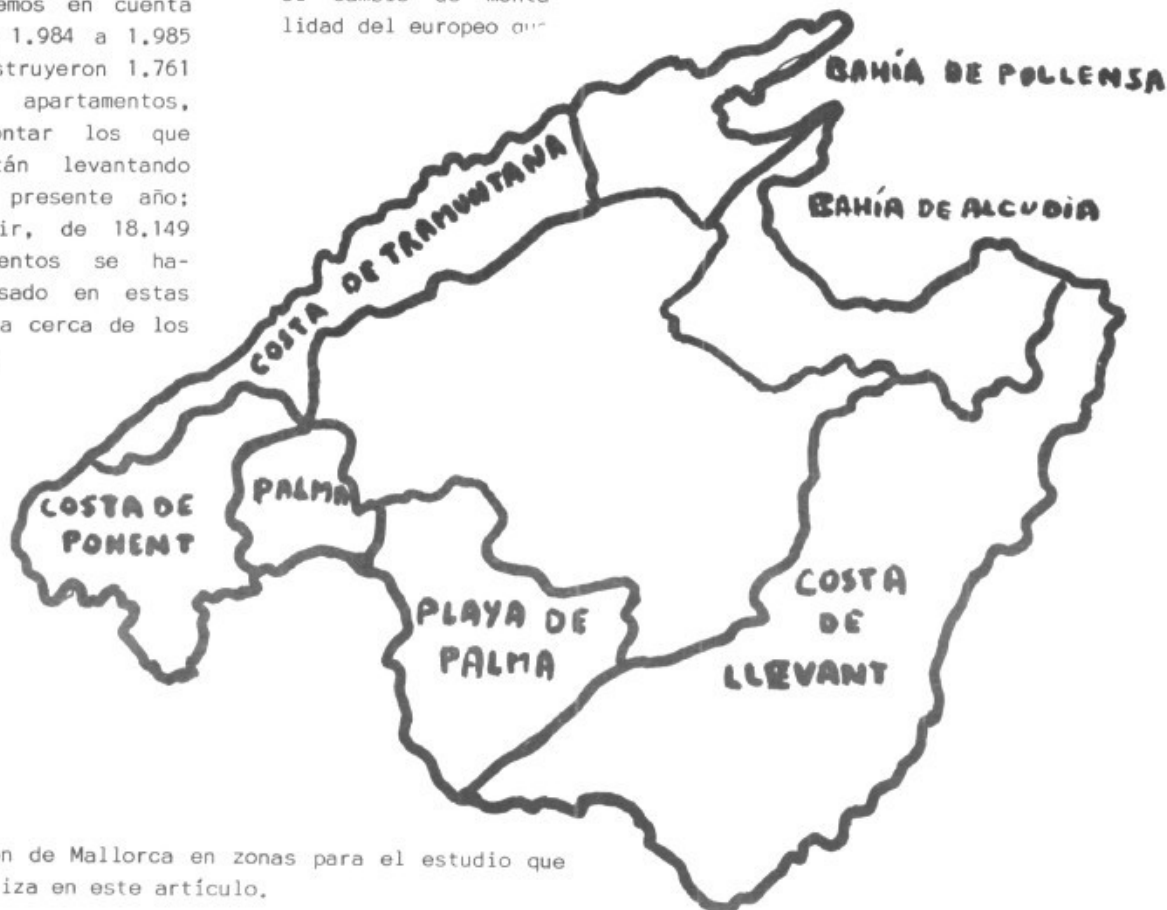 emos en cuenta
1.984 a 1.985
struyeron 1.761
apartamentos,
ntar los que
tán levantando
presente año;
ir, de 18.149
entos se ha-
sado en estas
a cerca de los
lidad del europeo
BAHÍA DE POLLENSA
BAHÍA DE ALCUDIA
COSTA DE TRAMUNTANA
COSTA DE
PONENT
PALMA
PLAYA DE
PALMA
COSTA
DE
LLEVANT
n de Mallorca en zonas para el estudio que
iza en este artículo.